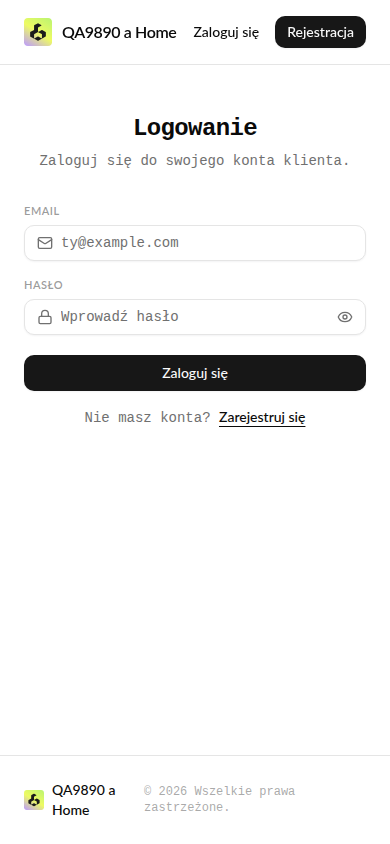 QA9890 a Home
Zaloguj się
Rejestracja
Logowanie
Zaloguj się do swojego konta klienta.
EMAIL
ty@example.com
HASŁO
Wprowadź hasło
Zaloguj się
Nie masz konta? Zarejestruj się
QA9890 a
Home
© 2026 Wszelkie prawa
zastrzeżone.